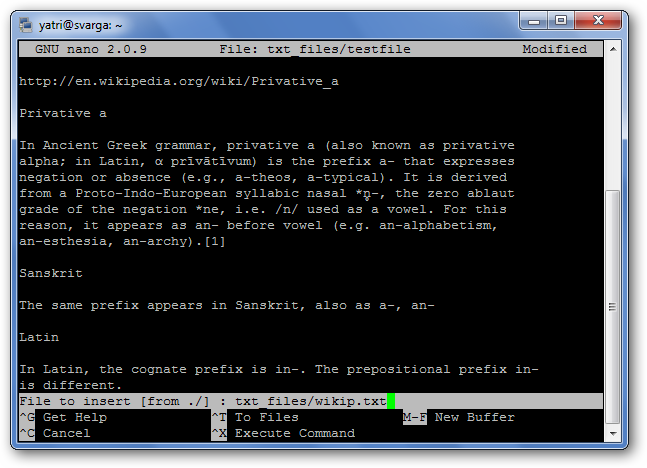 yatri@svarga: ~
GNU nano 2.0.9 File: txt_files/testfile Modified
http://en.wikipedia.org/wiki/Privative_a
Privative a
In Ancient Greek grammar, privative a (also known as privative
alpha; in Latin, α prīvātīvum) is the prefix a- that expresses
negation or absence (e.g., a-theos, a-typical). It is derived
from a Proto-Indo-European syllabic nasal *n̥-, the zero ablaut
grade of the negation *ne, i.e. /n/ used as a vowel. For this
reason, it appears as an- before vowel (e.g. an-alphabetism,
an-esthesia, an-archy).[1]
Sanskrit
The same prefix appears in Sanskrit, also as a-, an-
Latin
In Latin, the cognate prefix is in-. The prepositional prefix in-
is different.
File to insert [from ./] : txt_files/wikip.txt
^G Get Help ^T To Files M-F New Buffer
^C Cancel ^X Execute Command